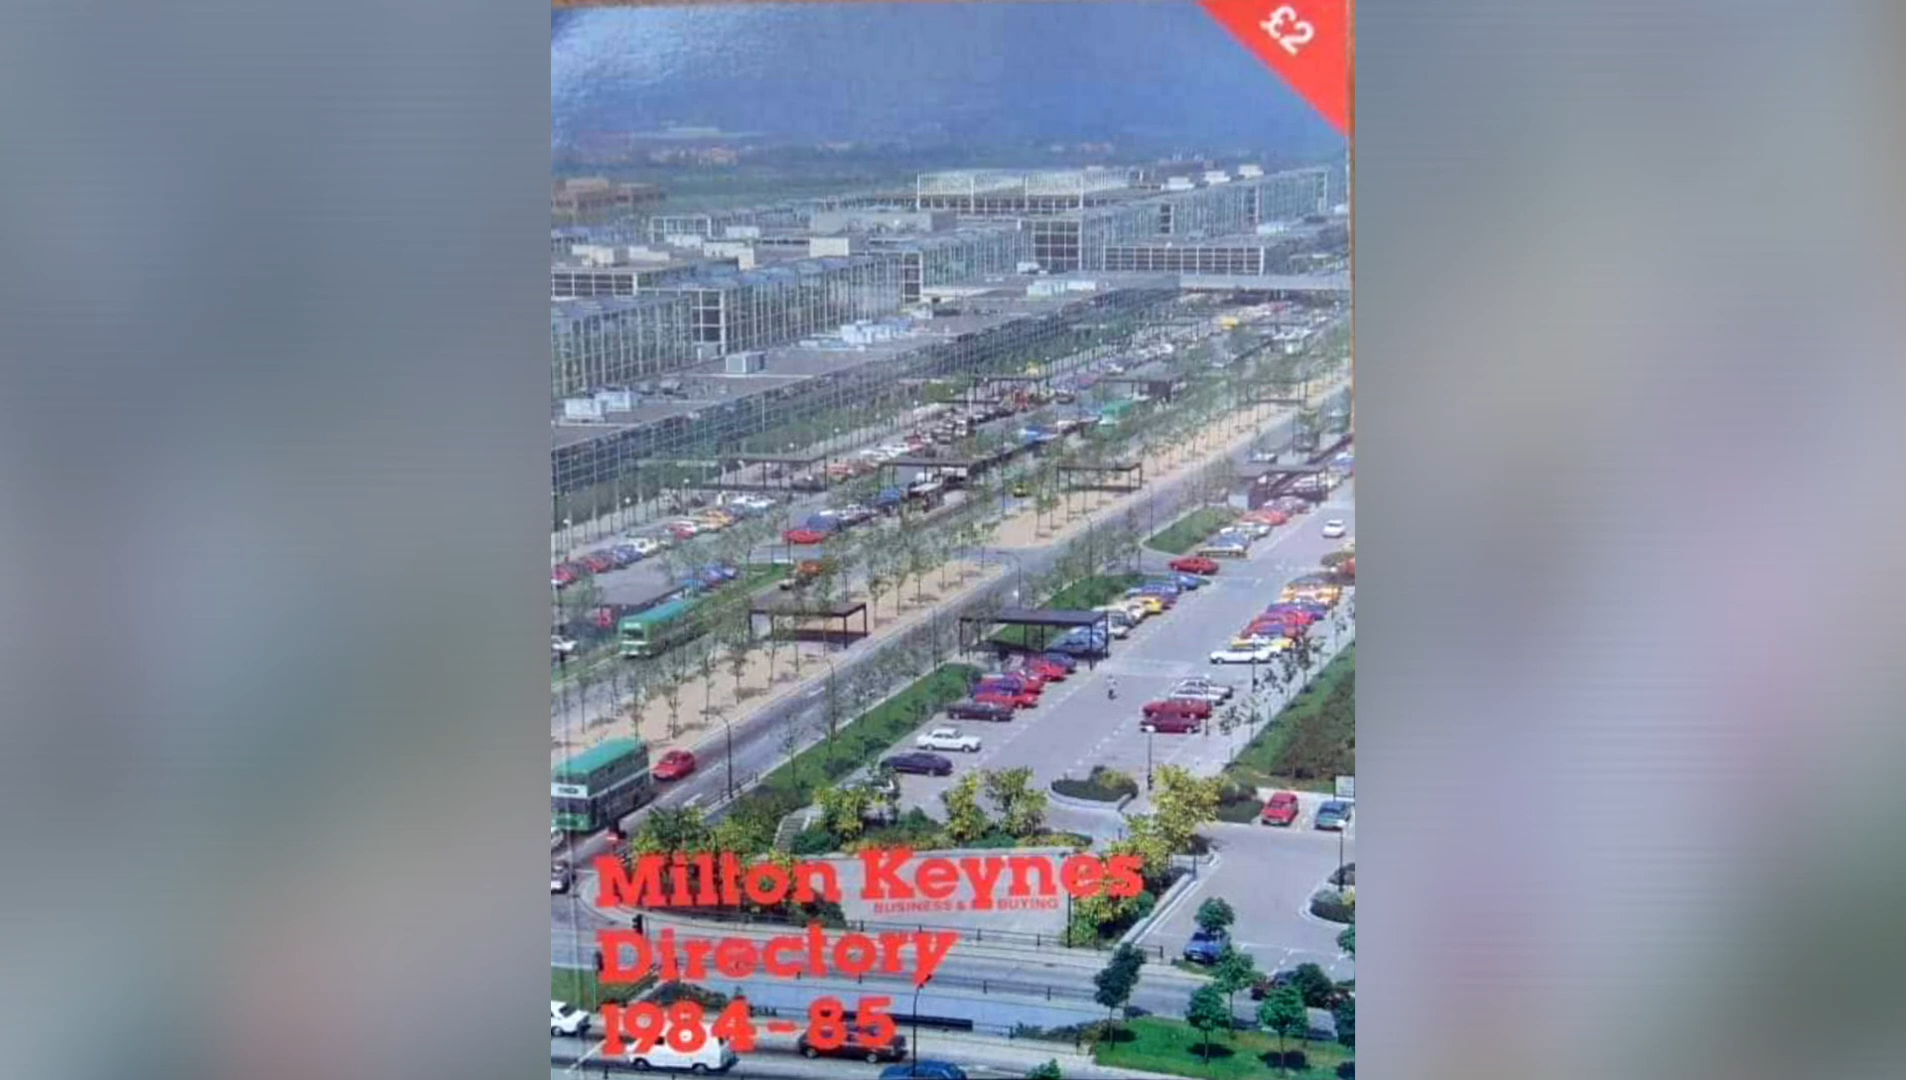 £2
Milton Keynes
BUSINESS & BUYING
Directory
1984-85